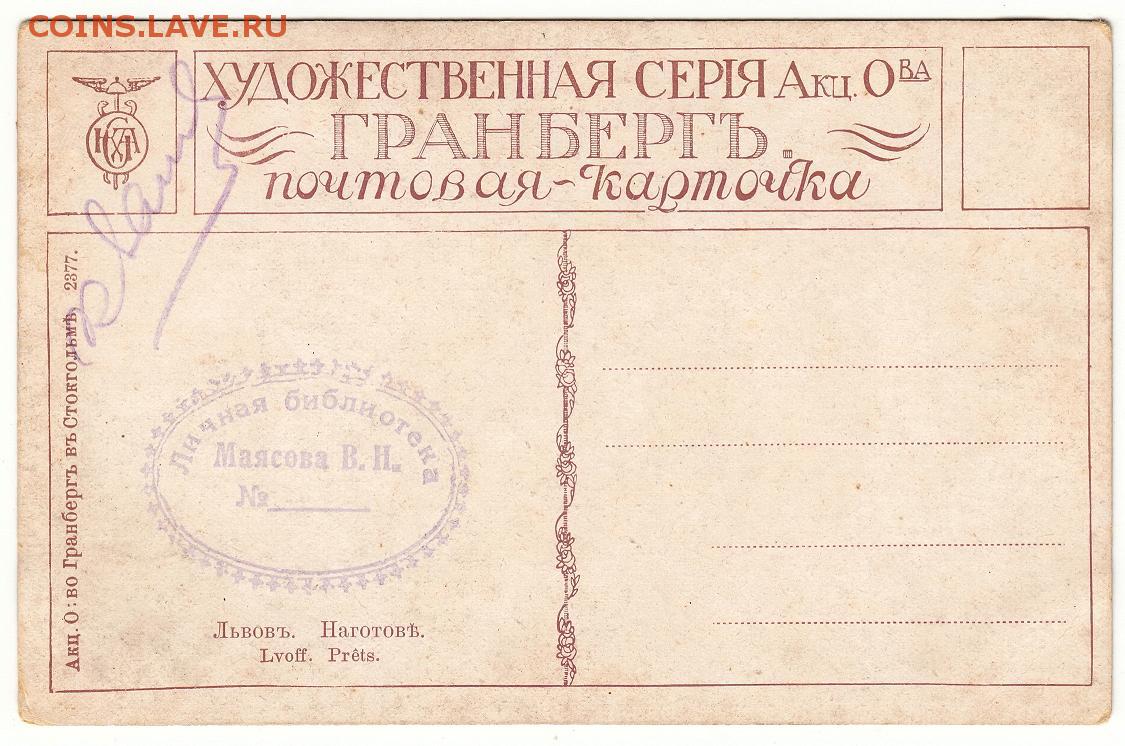 COINS.LAVE.RU
ХУДОЖЕСТВЕННАЯ СЕРІЯ Акц. О ВА
ГРАНБЕРГЪ.
почтовая-карточка
Акц. О:во Гранбергъ въ Стокгольмѣ 2377.
Личная библиотека
Маясова В. Н.
№
Львовъ. Наготовѣ.
Lvoff. Prêts.